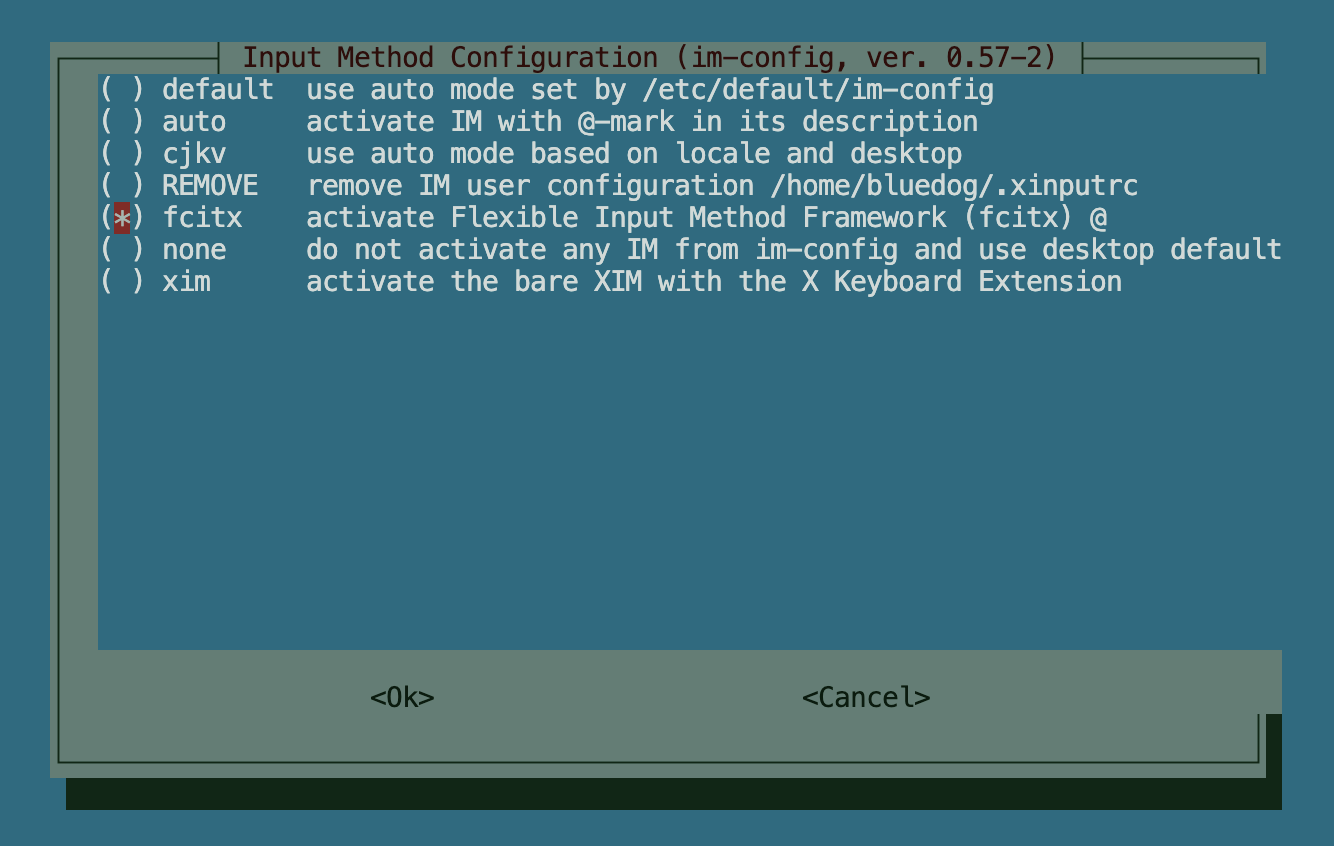 Input Method Configuration (im-config, ver. 0.57-2)
( ) default  use auto mode set by /etc/default/im-config
( ) auto     activate IM with @-mark in its description
( ) cjkv     use auto mode based on locale and desktop
( ) REMOVE   remove IM user configuration /home/bluedog/.xinputrc
(*) fcitx    activate Flexible Input Method Framework (fcitx) @
( ) none     do not activate any IM from im-config and use desktop default
( ) xim      activate the bare XIM with the X Keyboard Extension
<Ok> <Cancel>